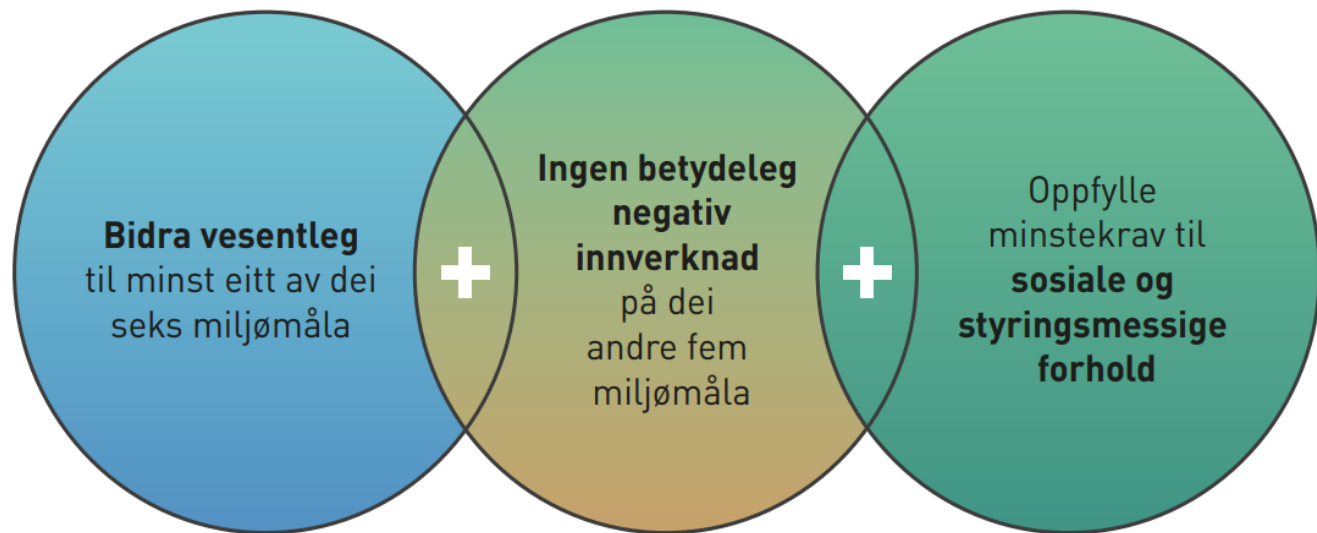 Bidra vesentleg
til minst eitt av dei
seks miljømåla
Ingen betydeleg
negativ
innverknad
på dei
andre fem
miljømåla
Oppfylle
minstekrav til
sosiale og
styringsmessige
forhold